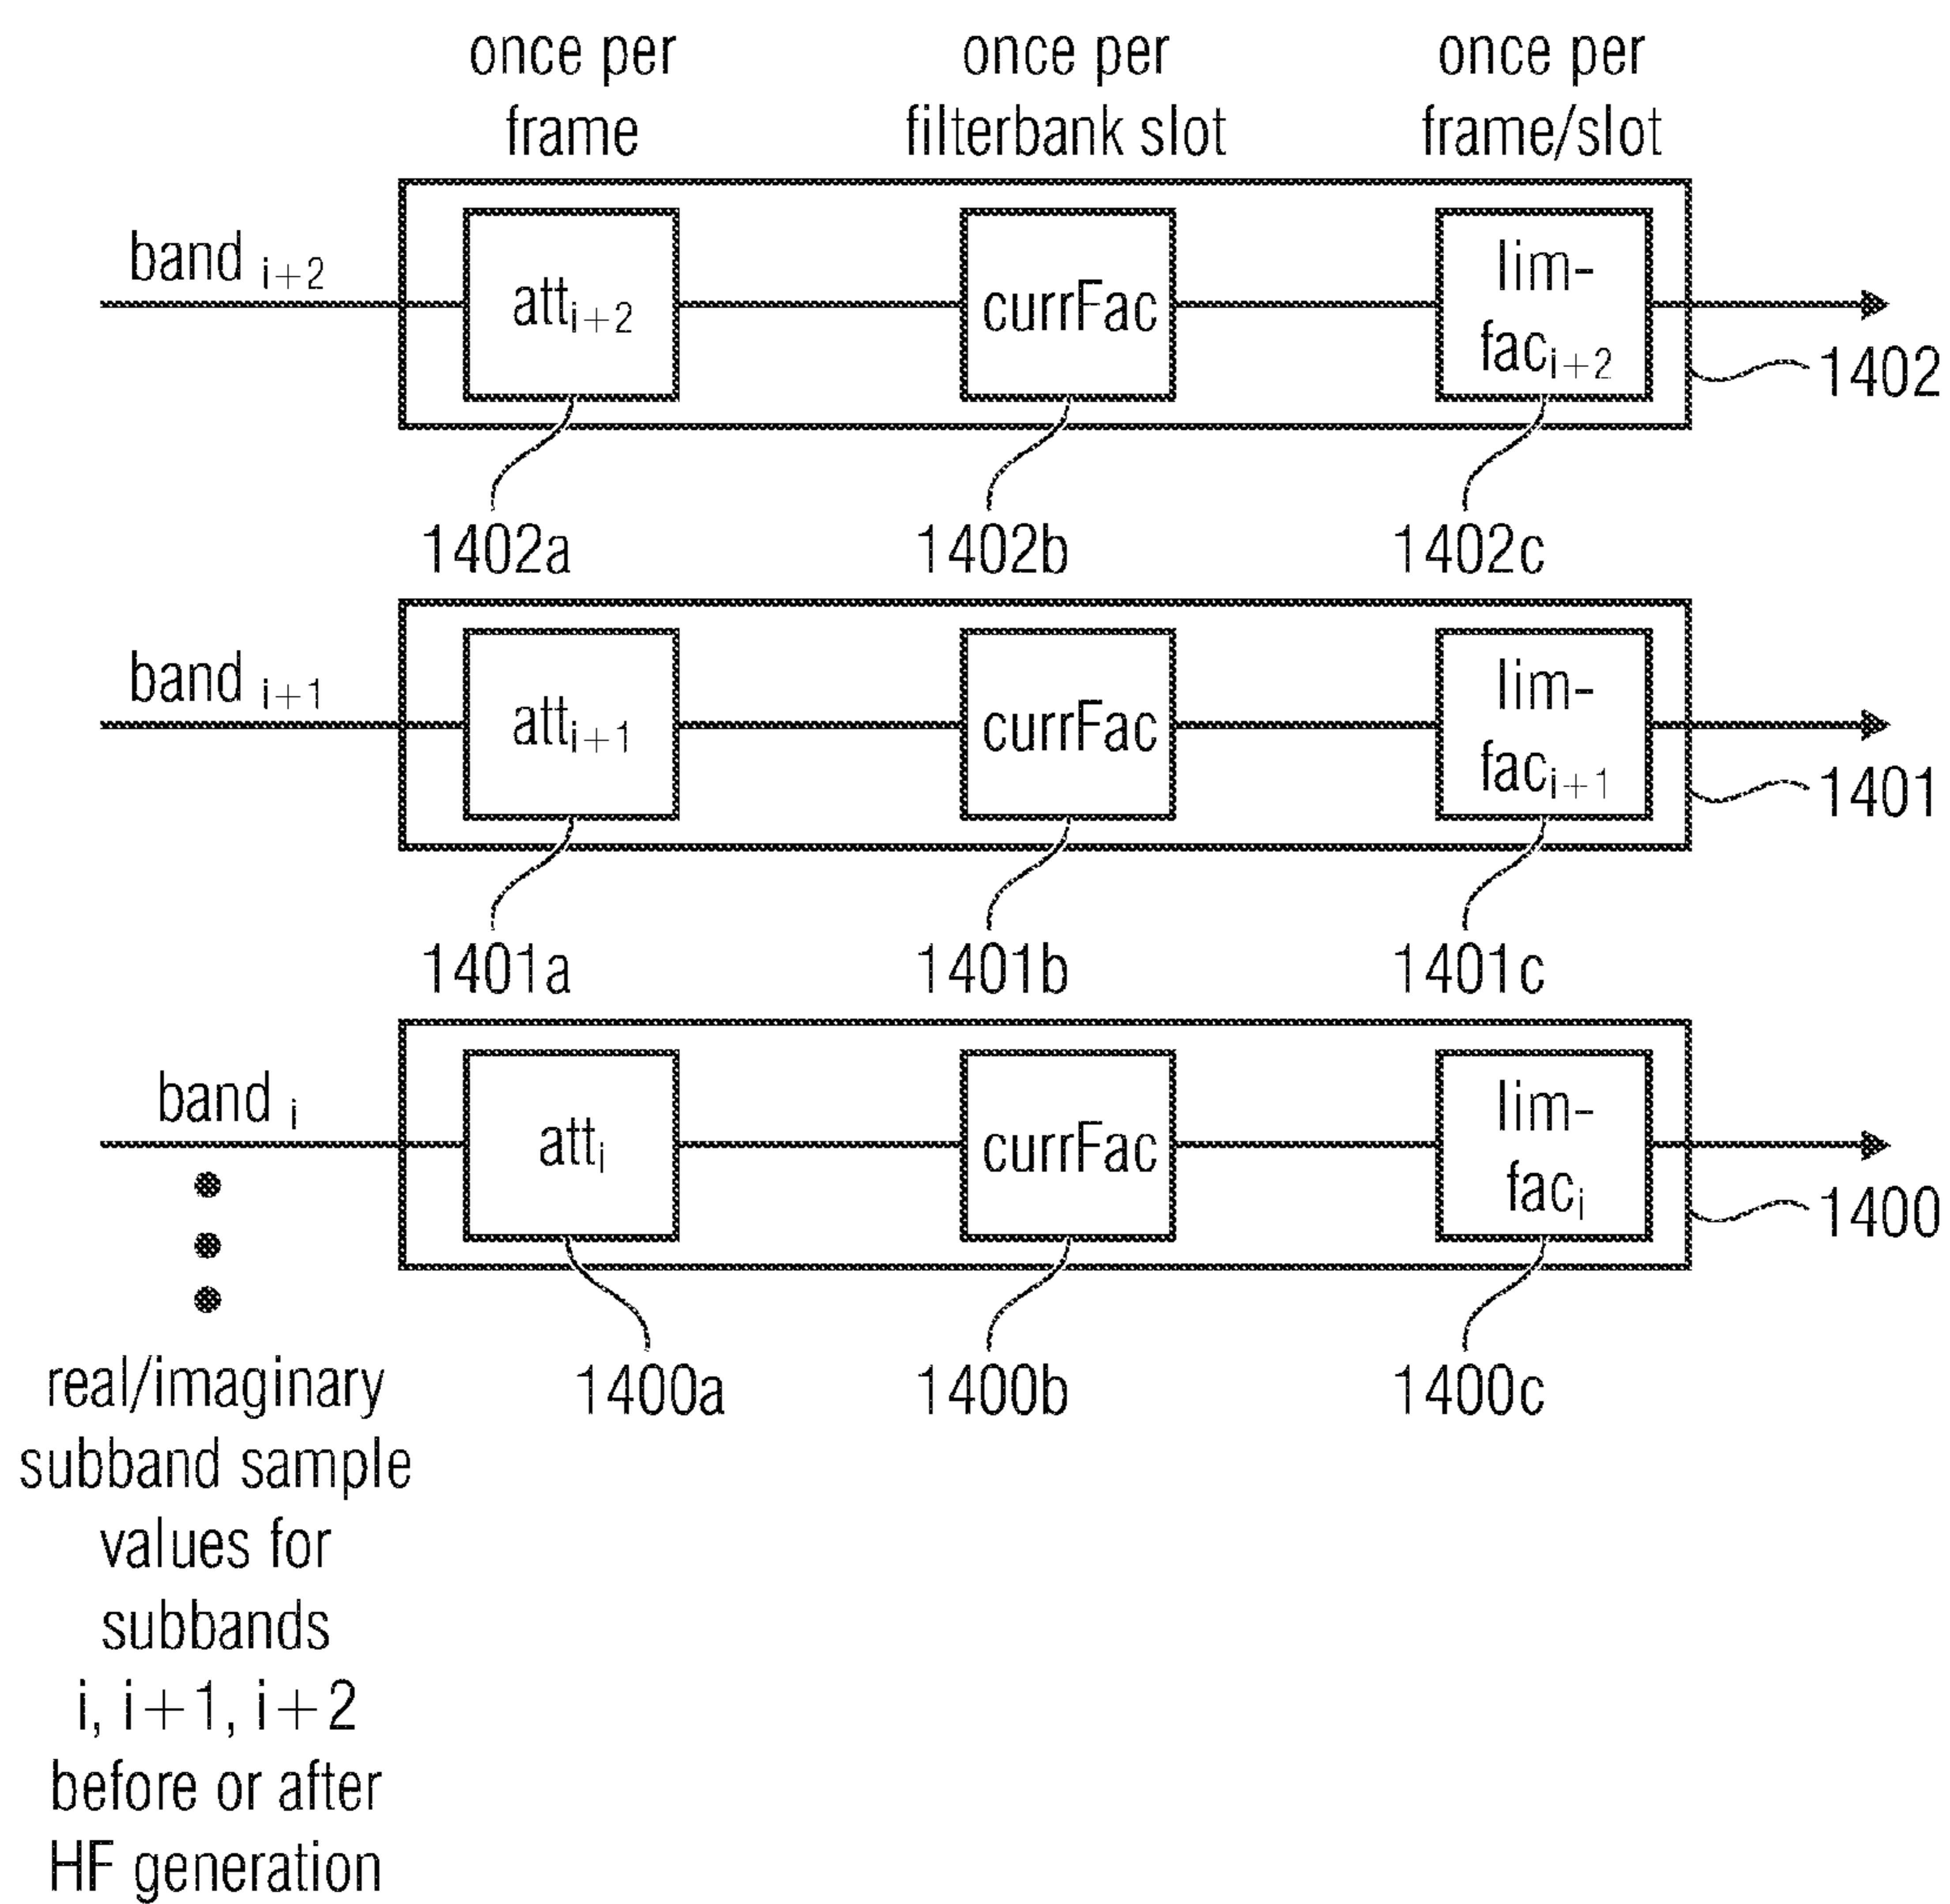 once per once per once per
frame filterbank slot frame/slot
band i+2
att i+2 currFac lim-
fac i+2
1402
1402a 1402b 1402c
band i+1
att i+1 currFac lim-
fac i+1
1401
1401a 1401b 1401c
band i
att i currFac lim-
fac i
1400
1400a 1400b 1400c
real/imaginary
subband sample
values for
subbands
i, i+1, i+2
before or after
HF generation